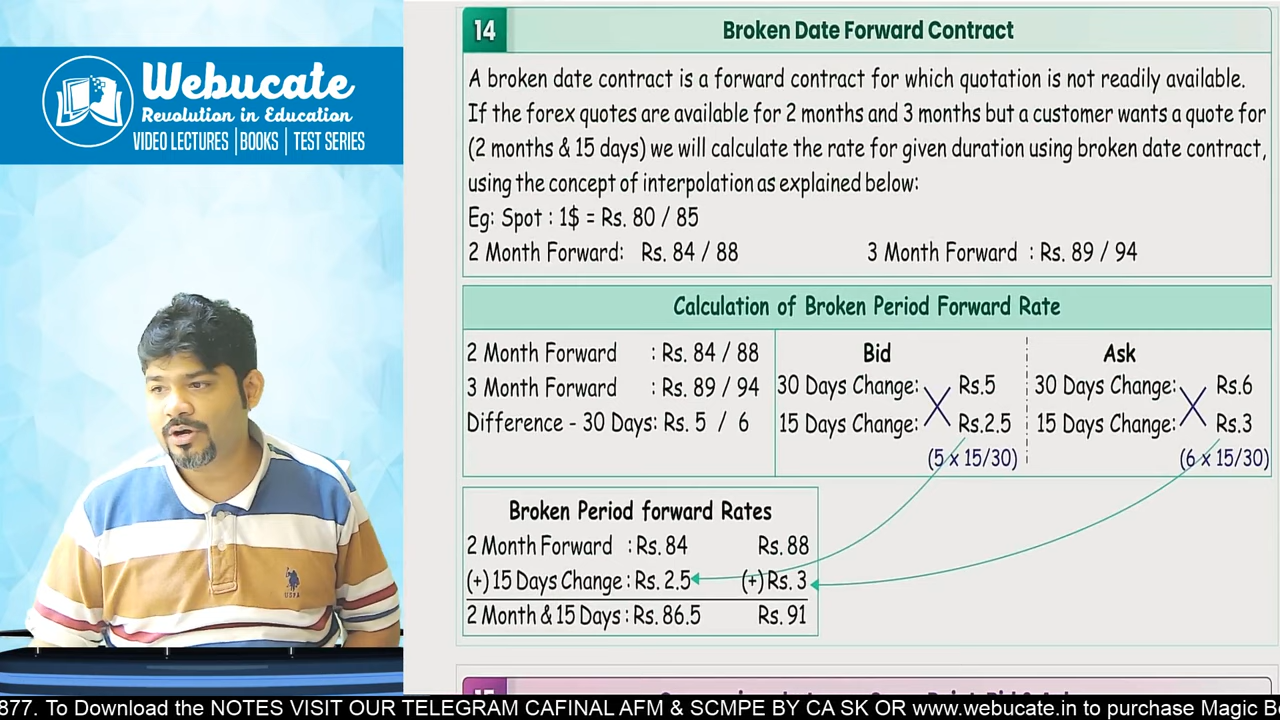 Webucate
Revolution in Education
VIDEO LECTURES | BOOKS | TEST SERIES
14 Broken Date Forward Contract
A broken date contract is a forward contract for which quotation is not readily available.
If the forex quotes are available for 2 months and 3 months but a customer wants a quote for
(2 months & 15 days) we will calculate the rate for given duration using broken date contract,
using the concept of interpolation as explained below:
Eg: Spot : 1$ = Rs. 80 / 85
2 Month Forward: Rs. 84 / 88 3 Month Forward : Rs. 89 / 94
Calculation of Broken Period Forward Rate
2 Month Forward : Rs. 84 / 88
3 Month Forward : Rs. 89 / 94
Difference - 30 Days: Rs. 5 / 6
Bid
30 Days Change: Rs.5
15 Days Change: Rs.2.5
(5 x 15/30)
Ask
30 Days Change: Rs.6
15 Days Change: Rs.3
(6 x 15/30)
Broken Period forward Rates
2 Month Forward : Rs. 84 Rs. 88
(+) 15 Days Change : Rs. 2.5 (+) Rs. 3
2 Month & 15 Days : Rs. 86.5 Rs. 91
USPA
877. To Download the NOTES VISIT OUR TELEGRAM CAFINAL AFM & SCMPE BY CA SK OR www.webucate.in to purchase Magic B